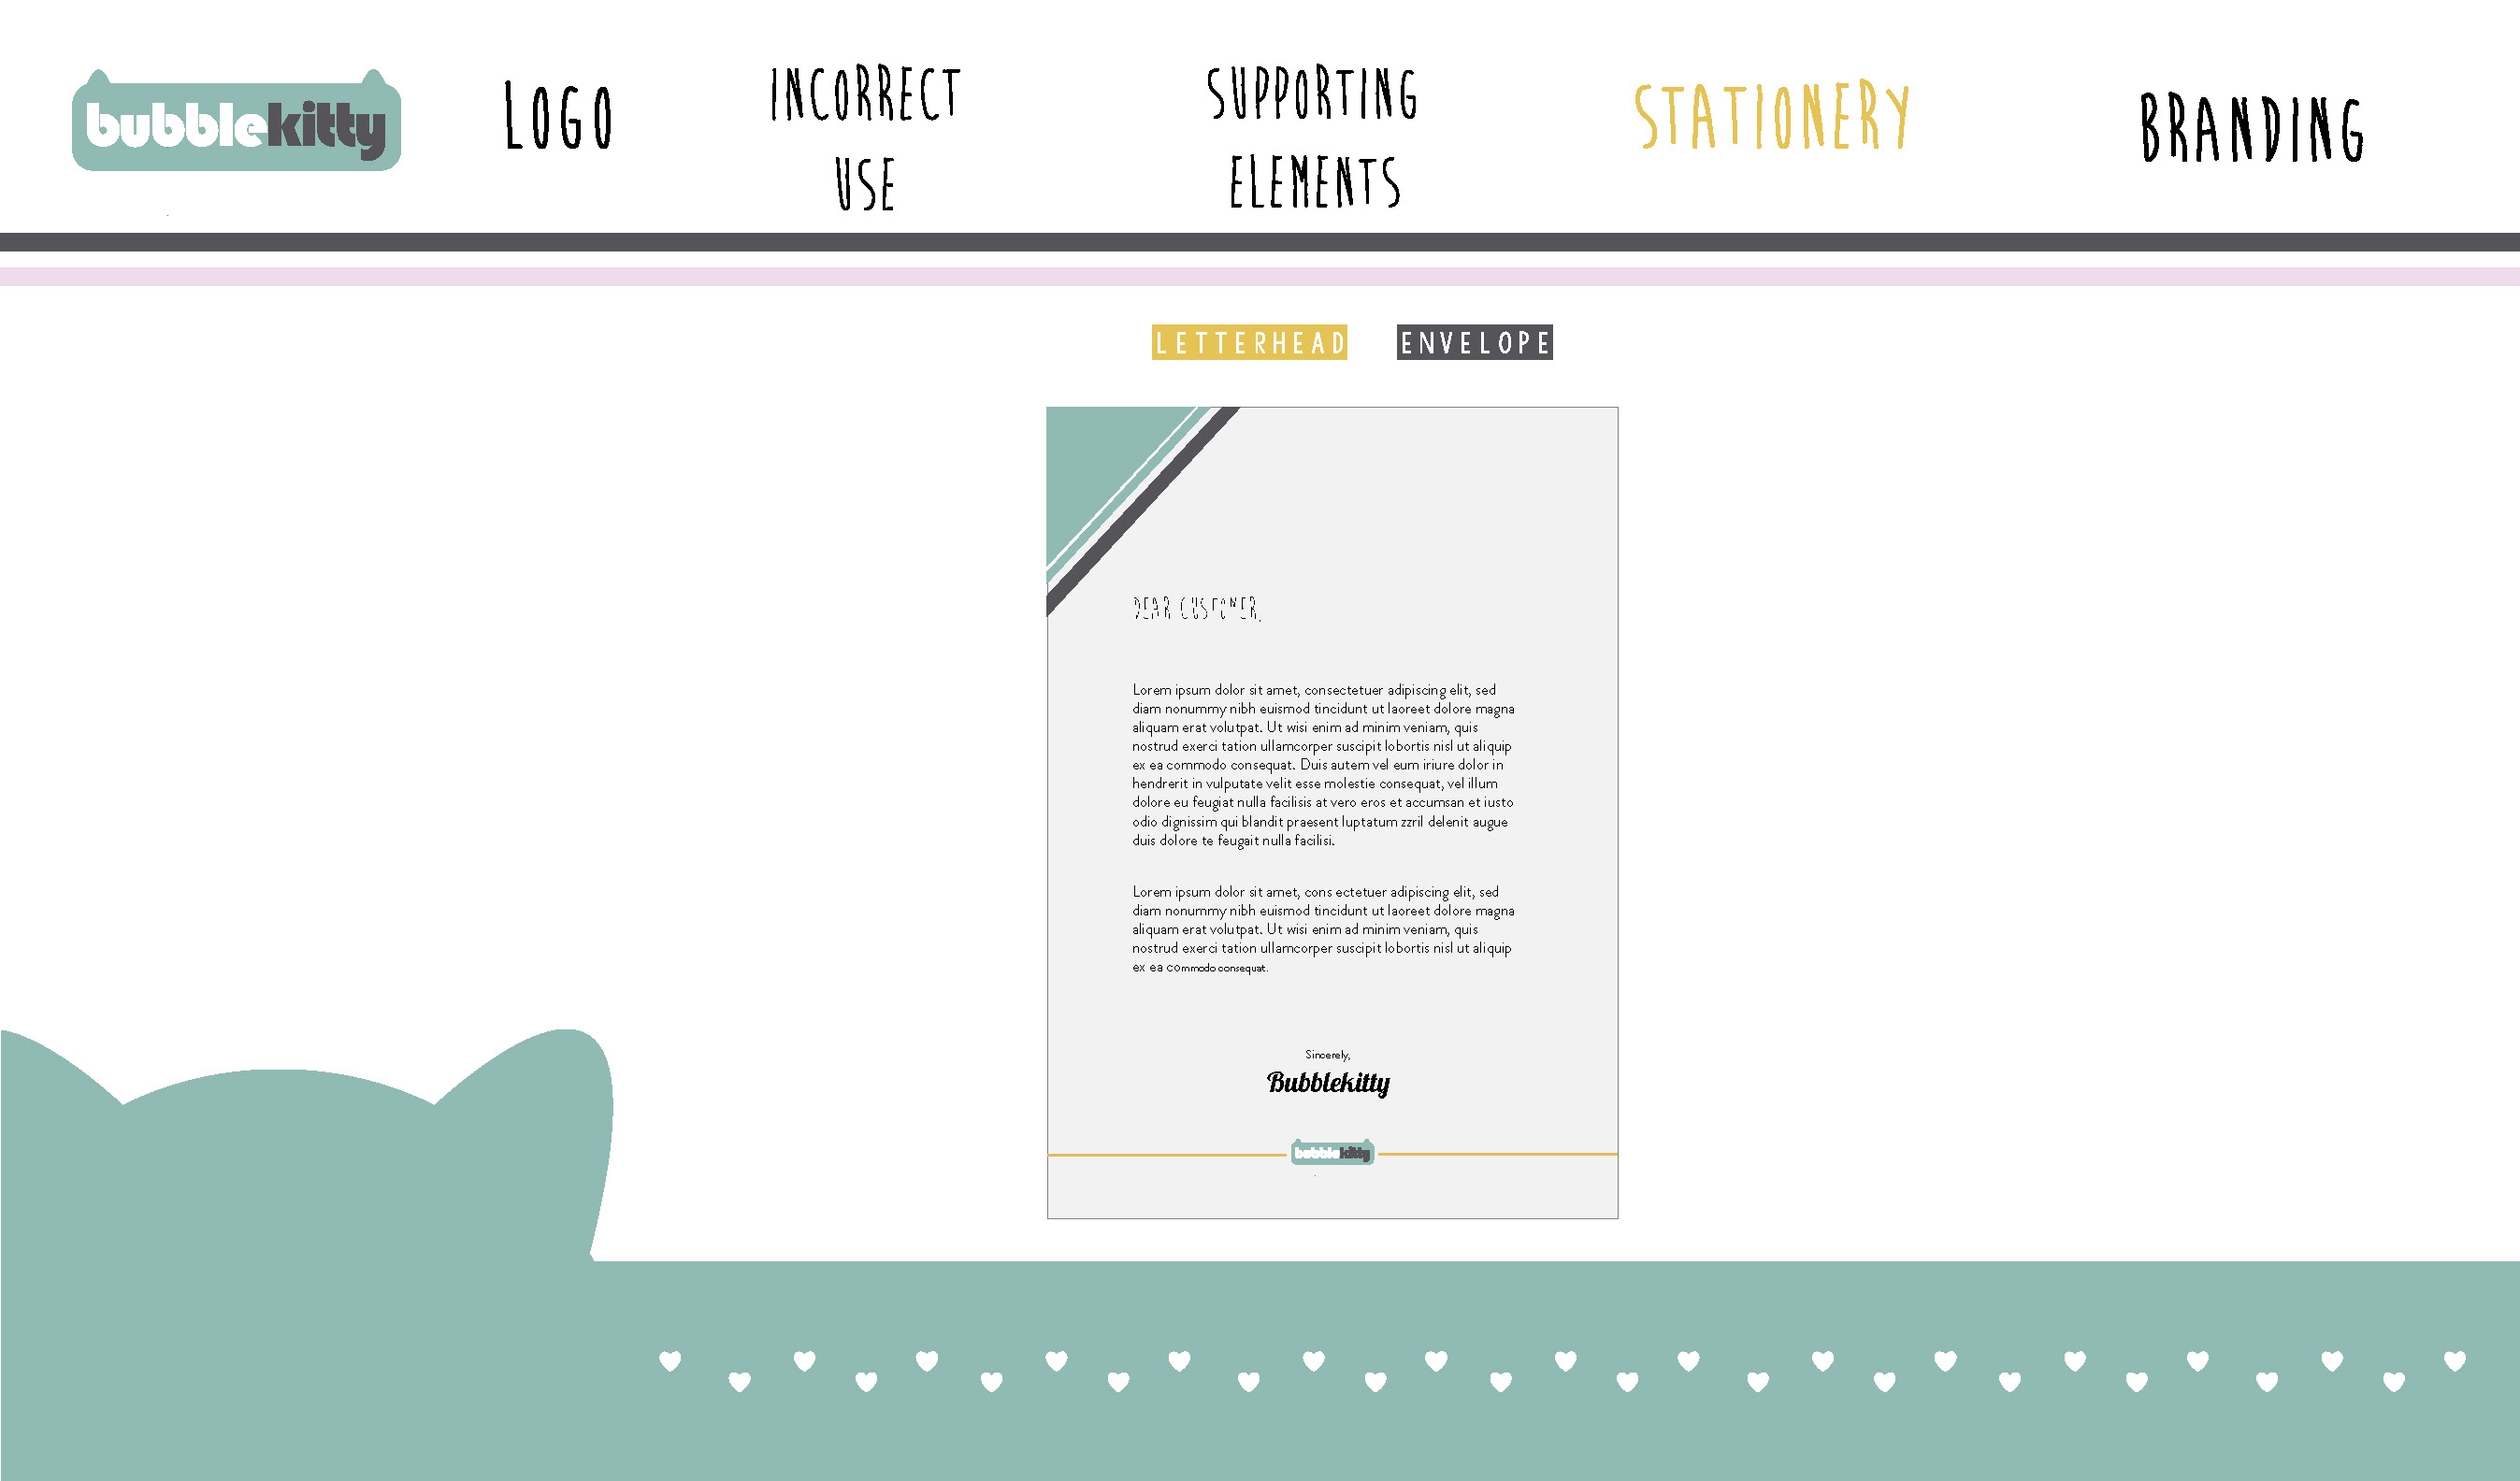 bubblekitty
LOGO
INCORRECT
USE
SUPPORTING
ELEMENTS
STATIONERY
BRANDING
LETTERHEAD
ENVELOPE
DEAR CUSTOMER,
Lorem ipsum dolor sit amet, consectetuer adipiscing elit, sed
diam nonummy nibh euismod tincidunt ut laoreet dolore magna
aliquam erat volutpat. Ut wisi enim ad minim veniam, quis
nostrud exerci tation ullamcorper suscipit lobortis nisl ut aliquip
ex ea commodo consequat. Duis autem vel eum iriure dolor in
hendrerit in vulputate velit esse molestie consequat, vel illum
dolore eu feugiat nulla facilisis at vero eros et accumsan et iusto
odio dignissim qui blandit praesent luptatum zzril delenit augue
duis dolore te feugait nulla facilisi.
Lorem ipsum dolor sit amet, cons ectetuer adipiscing elit, sed
diam nonummy nibh euismod tincidunt ut laoreet dolore magna
aliquam erat volutpat. Ut wisi enim ad minim veniam, quis
nostrud exerci tation ullamcorper suscipit lobortis nisl ut aliquip
ex ea commodo consequat.
Sincerely,
Bubblekitty
bubblekitty